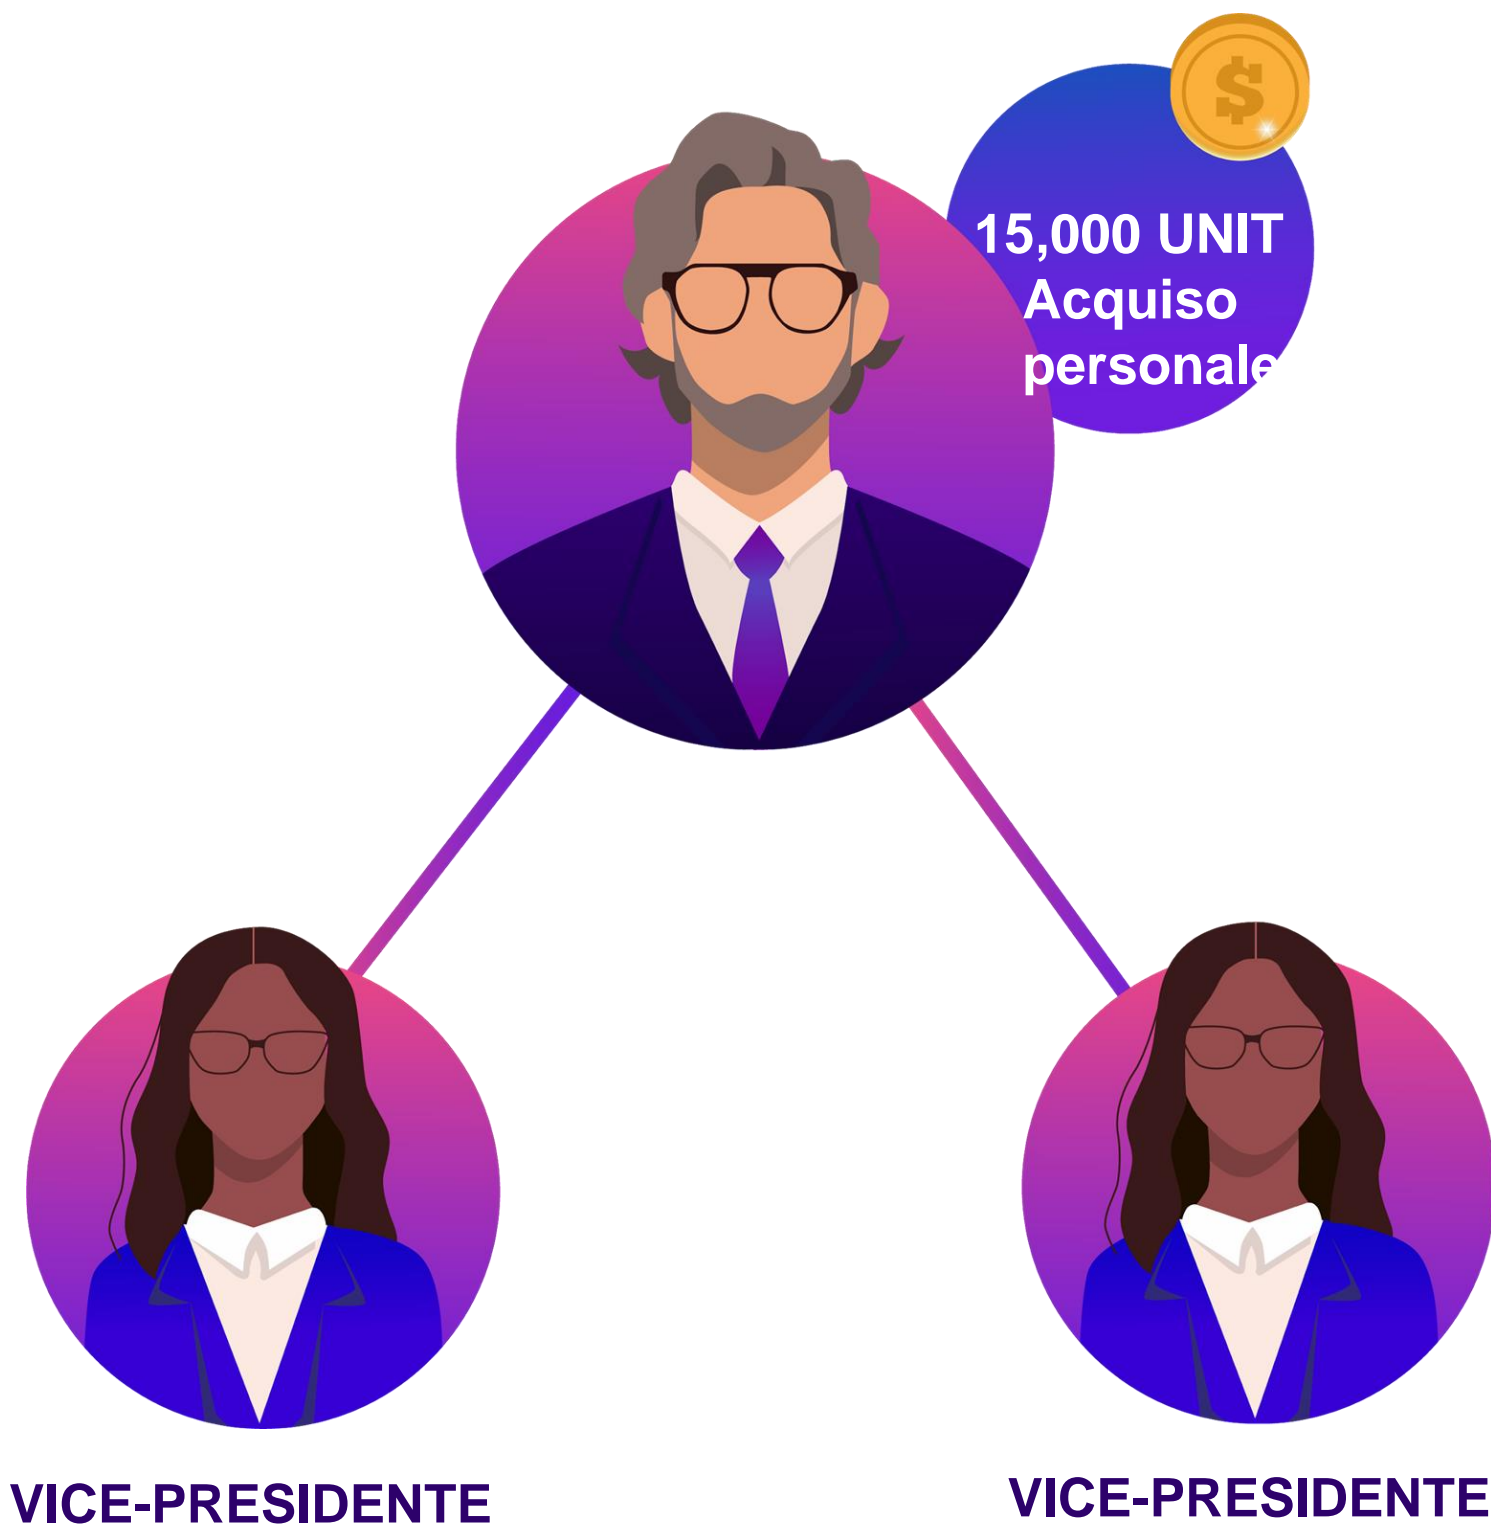 $
15,000 UNIT
Acquiso
personale
VICE-PRESIDENTE
VICE-PRESIDENTE